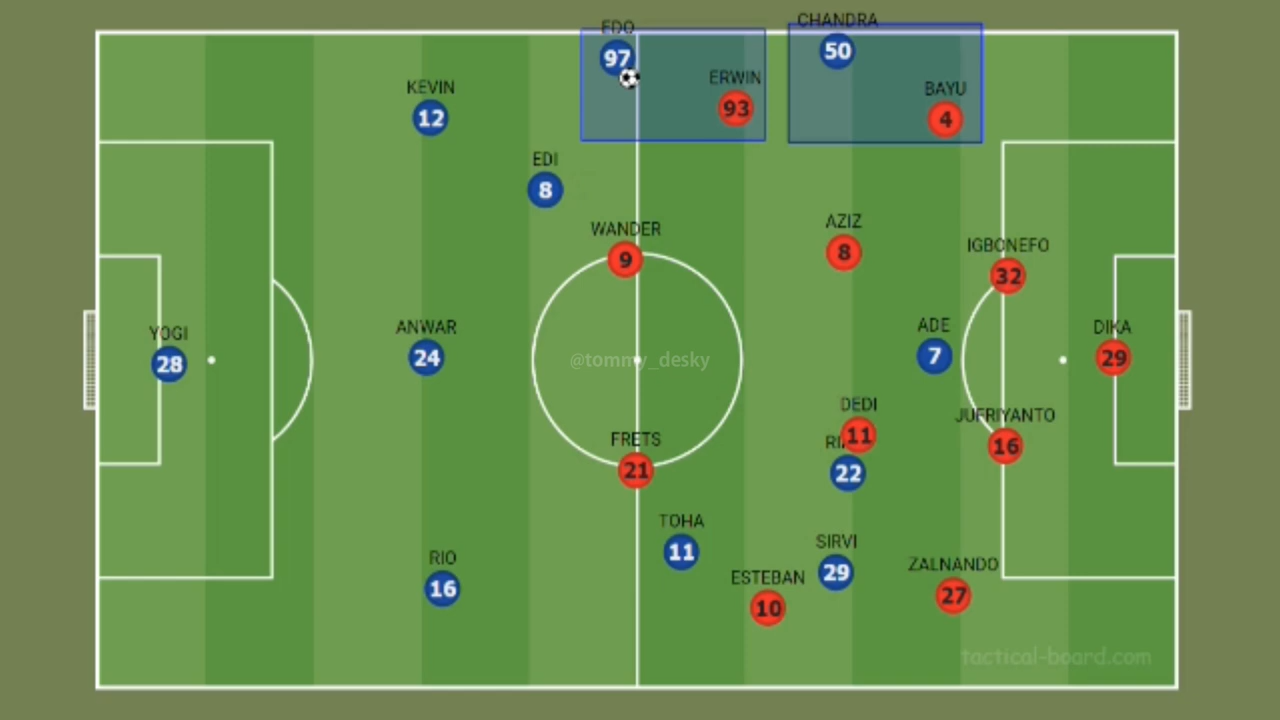 CHANDRA
50
EDO
97
ERWIN
93
BAYU
4
KEVIN
12
EDI
8
WANDER
9
AZIZ
8
IGBONEFO
32
YOGI
28
ANWAR
24
@tommy_desky
ADE
7
DIKA
29
DEDI
11
22
JUFRIYANTO
16
FRETS
21
TOHA
11
SIRVI
29
ESTEBAN
10
ZALNANDO
27
RIO
16
tactical-board.com